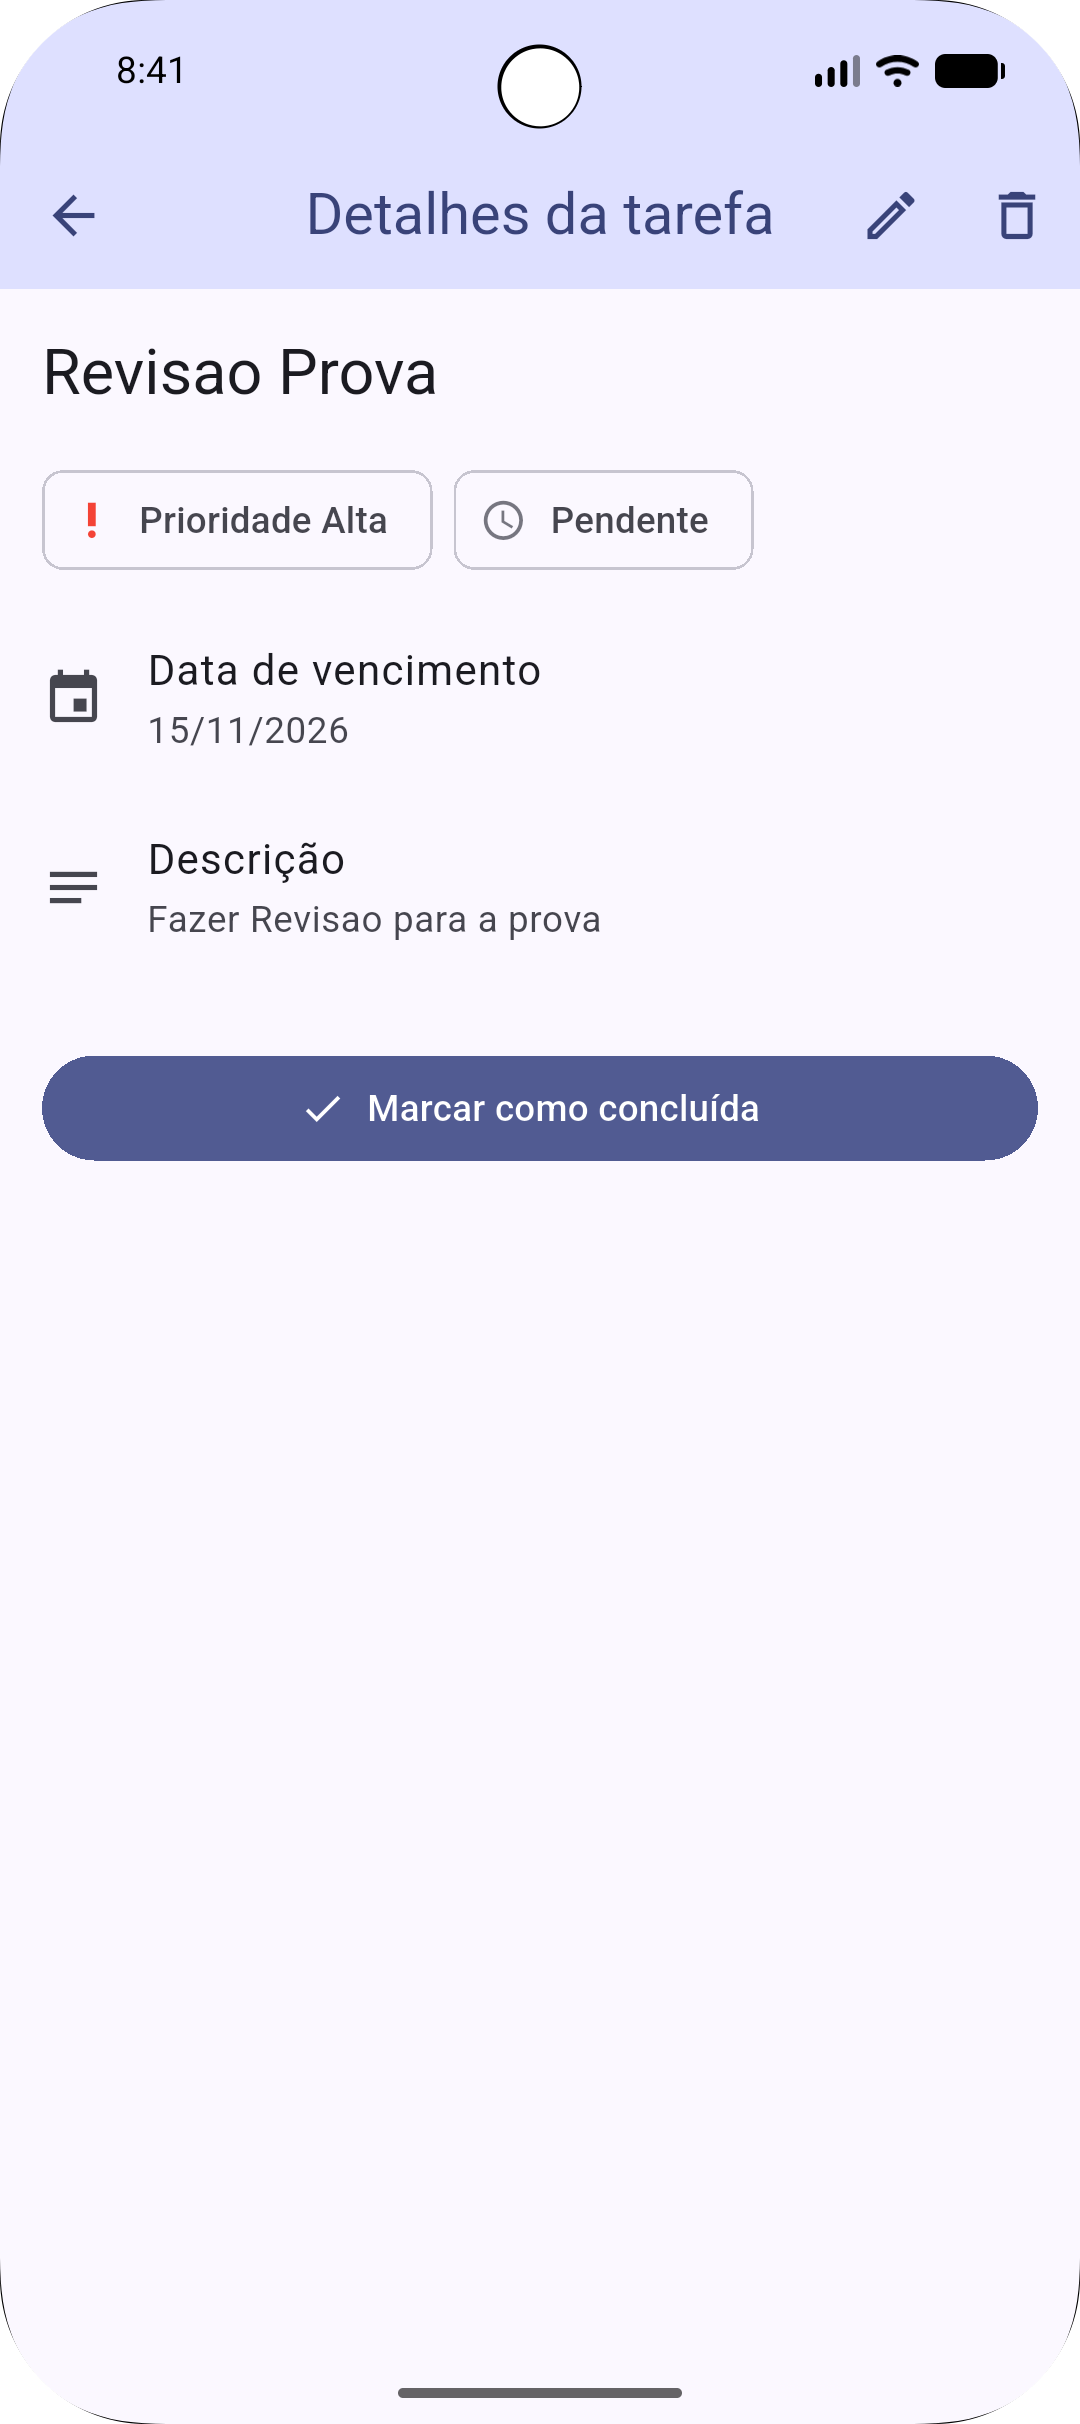 8:41
Detalhes da tarefa
Revisao Prova
Prioridade Alta
Pendente
Data de vencimento
15/11/2026
Descrição
Fazer Revisao para a prova
Marcar como concluída